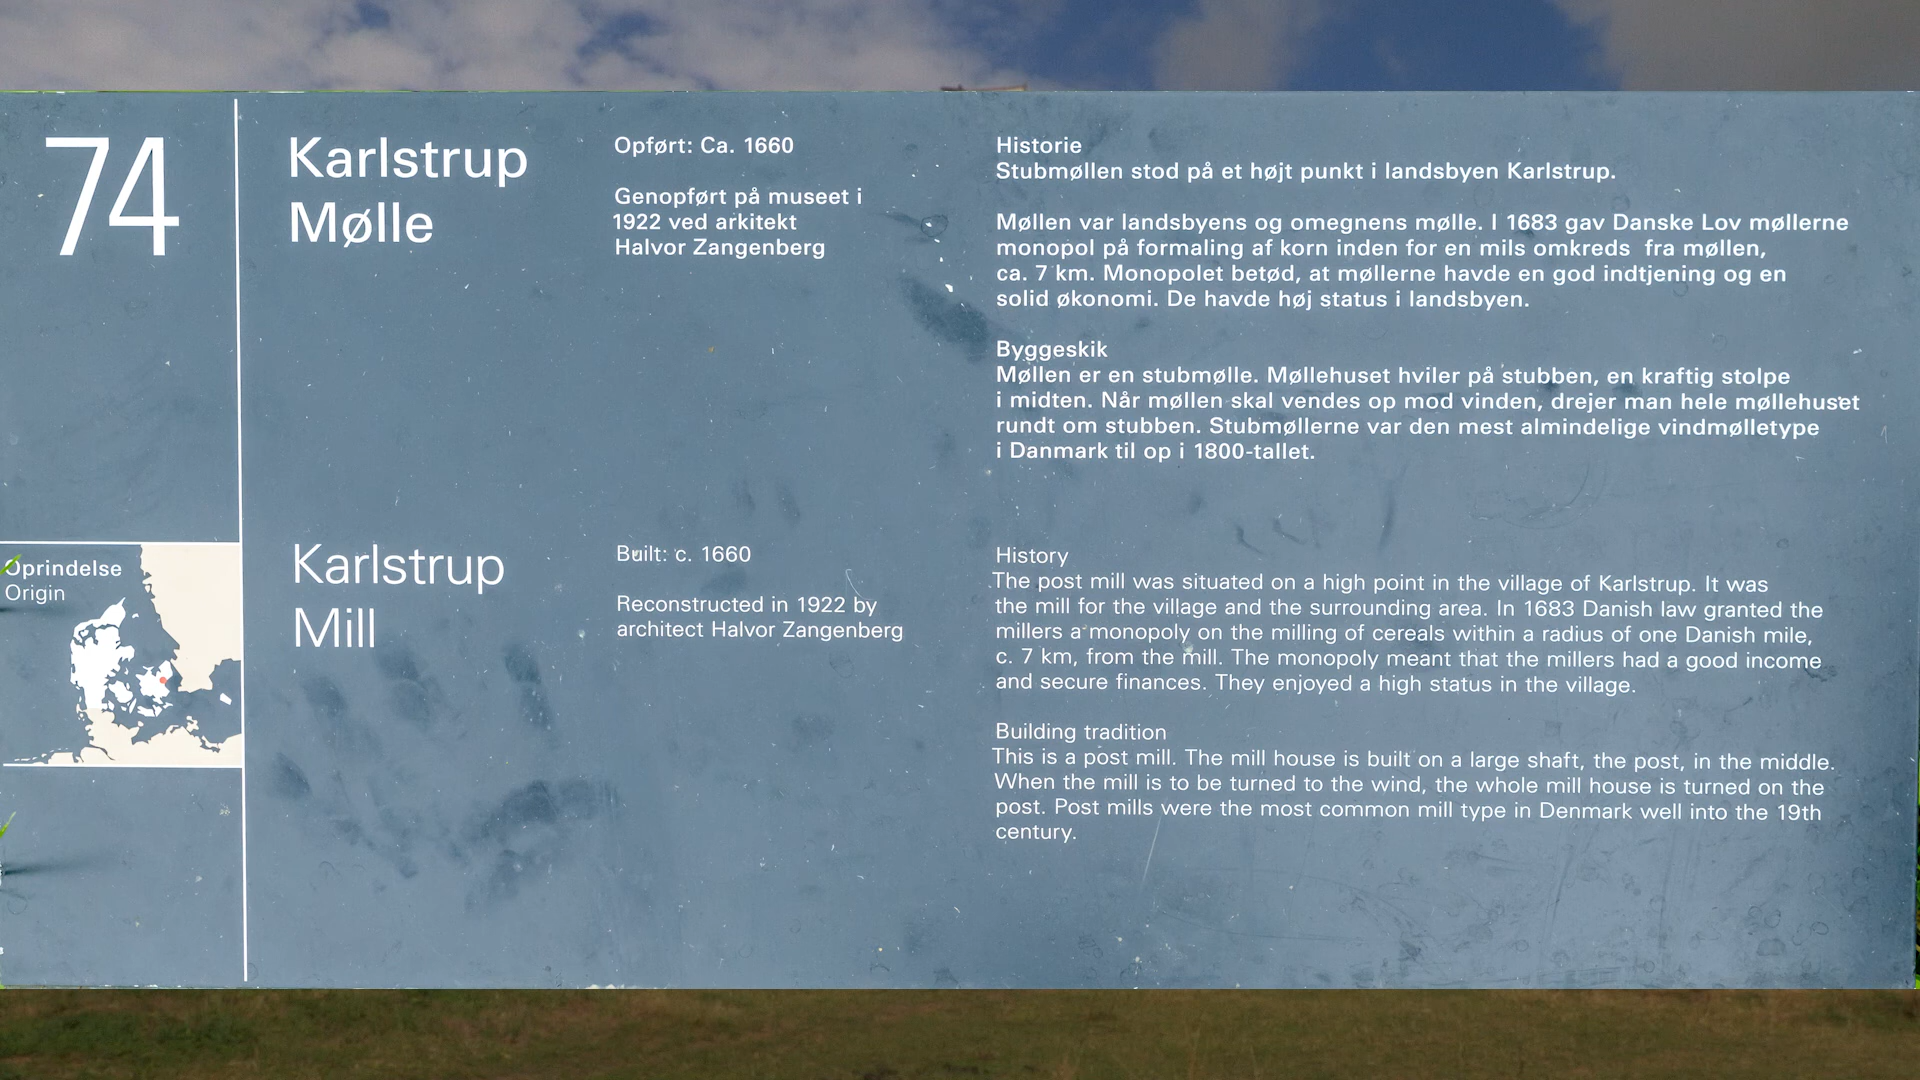 74
Karlstrup
Mølle
Opført: Ca. 1660
Genopført på museet i
1922 ved arkitekt
Halvor Zangenberg
Historie
Stubmøllen stod på et højt punkt i landsbyen Karlstrup.
Møllen var landsbyens og omegnens mølle. I 1683 gav Danske Lov møllerne
monopol på formaling af korn inden for en mils omkreds fra møllen,
ca. 7 km. Monopolet betød, at møllerne havde en god indtjening og en
solid økonomi. De havde høj status i landsbyen.
Byggeskik
Møllen er en stubmølle. Møllehuset hviler på stubben, en kraftig stolpe
i midten. Når møllen skal vendes op mod vinden, drejer man hele møllehuset
rundt om stubben. Stubmøllerne var den mest almindelige vindmølletype
i Danmark til op i 1800-tallet.
Oprindelse
Origin
Karlstrup
Mill
Built: c. 1660
Reconstructed in 1922 by
architect Halvor Zangenberg
History
The post mill was situated on a high point in the village of Karlstrup. It was
the mill for the village and the surrounding area. In 1683 Danish law granted the
millers a monopoly on the milling of cereals within a radius of one Danish mile,
c. 7 km, from the mill. The monopoly meant that the millers had a good income
and secure finances. They enjoyed a high status in the village.
Building tradition
This is a post mill. The mill house is built on a large shaft, the post, in the middle.
When the mill is to be turned to the wind, the whole mill house is turned on the
post. Post mills were the most common mill type in Denmark well into the 19th
century.